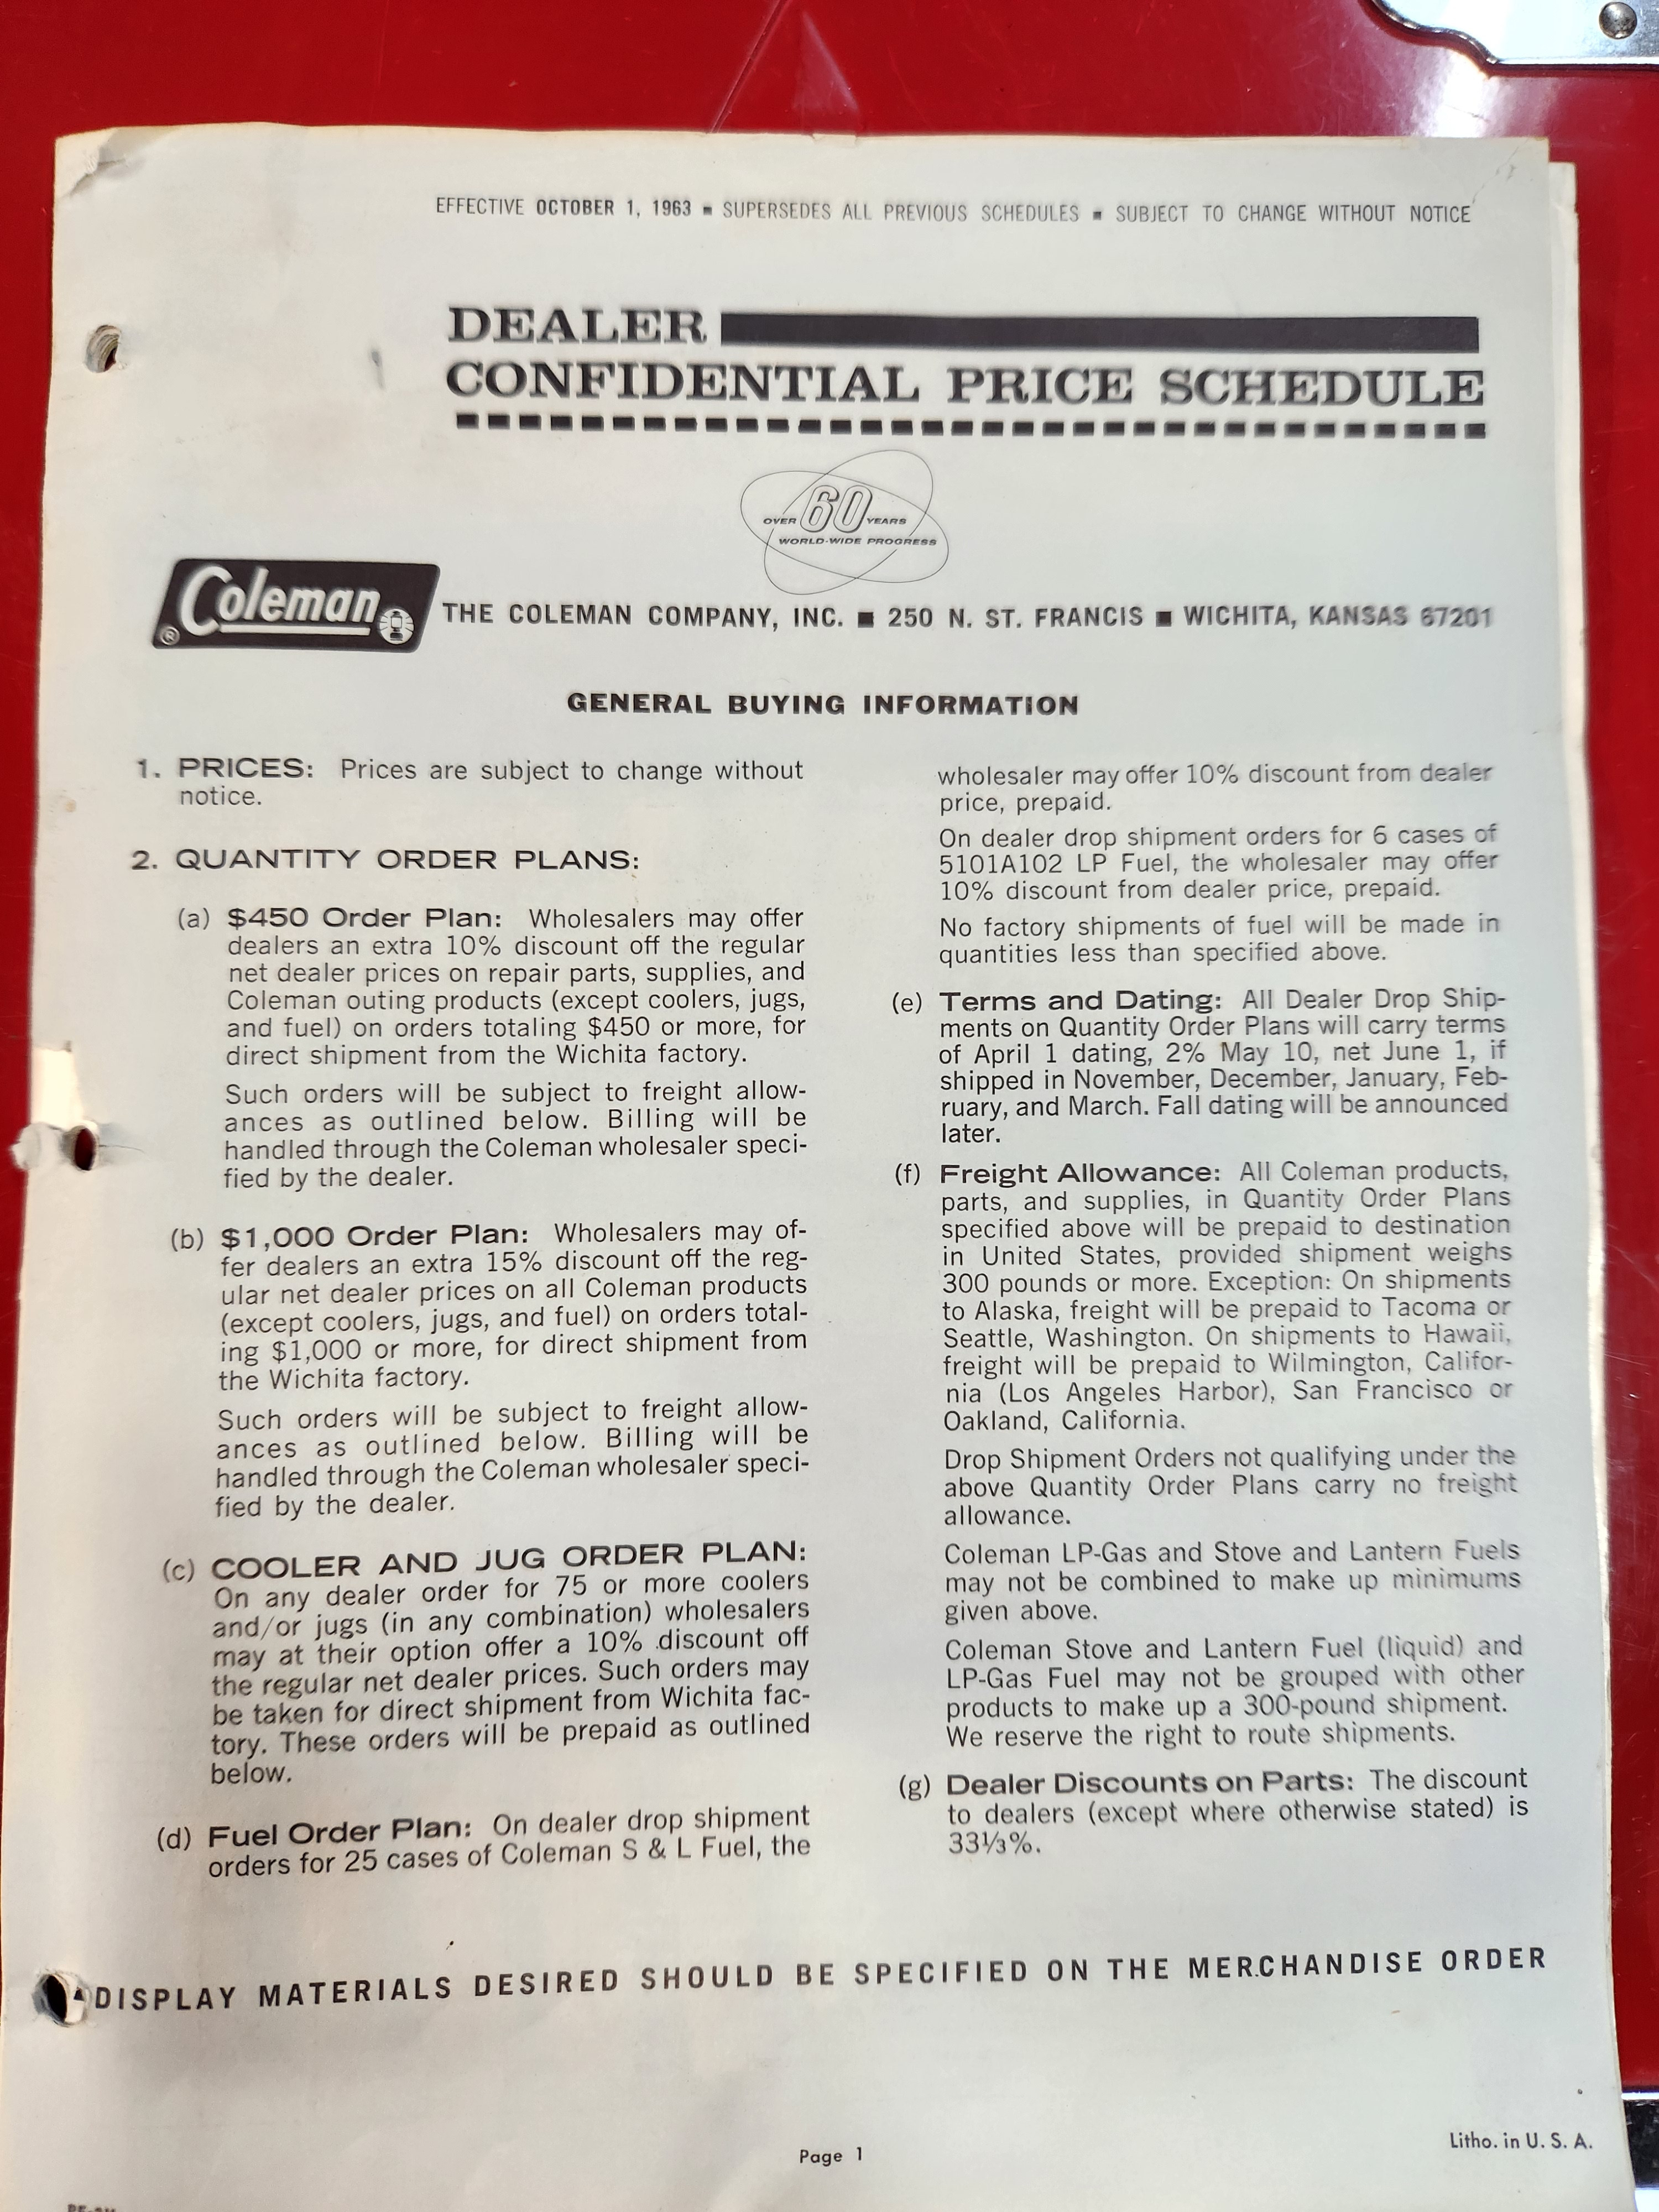 EFFECTIVE OCTOBER 1, 1963 ▪ SUPERSEDES ALL PREVIOUS SCHEDULES ▪ SUBJECT TO CHANGE WITHOUT NOTICE
DEALER
CONFIDENTIAL PRICE SCHEDULE
OVER 60 YEARS
WORLD-WIDE PROGRESS
Coleman ®
THE COLEMAN COMPANY, INC. ■ 250 N. ST. FRANCIS ■ WICHITA, KANSAS 67201
GENERAL BUYING INFORMATION
1. PRICES: Prices are subject to change without
notice.
2. QUANTITY ORDER PLANS:
(a) $450 Order Plan: Wholesalers may offer
dealers an extra 10% discount off the regular
net dealer prices on repair parts, supplies, and
Coleman outing products (except coolers, jugs,
and fuel) on orders totaling $450 or more, for
direct shipment from the Wichita factory.
Such orders will be subject to freight allow-
ances as outlined below. Billing will be
handled through the Coleman wholesaler speci-
fied by the dealer.
(b) $1,000 Order Plan: Wholesalers may of-
fer dealers an extra 15% discount off the reg-
ular net dealer prices on all Coleman products
(except coolers, jugs, and fuel) on orders total-
ing $1,000 or more, for direct shipment from
the Wichita factory.
Such orders will be subject to freight allow-
ances as outlined below. Billing will be
handled through the Coleman wholesaler speci-
fied by the dealer.
(c) COOLER AND JUG ORDER PLAN:
On any dealer order for 75 or more coolers
and/or jugs (in any combination) wholesalers
may at their option offer a 10% discount off
the regular net dealer prices. Such orders may
be taken for direct shipment from Wichita fac-
tory. These orders will be prepaid as outlined
below.
(d) Fuel Order Plan: On dealer drop shipment
orders for 25 cases of Coleman S & L Fuel, the
wholesaler may offer 10% discount from dealer
price, prepaid.
On dealer drop shipment orders for 6 cases of
5101A102 LP Fuel, the wholesaler may offer
10% discount from dealer price, prepaid.
No factory shipments of fuel will be made in
quantities less than specified above.
(e) Terms and Dating: All Dealer Drop Ship-
ments on Quantity Order Plans will carry terms
of April 1 dating, 2% May 10, net June 1, if
shipped in November, December, January, Feb-
ruary, and March. Fall dating will be announced
later.
(f) Freight Allowance: All Coleman products,
parts, and supplies, in Quantity Order Plans
specified above will be prepaid to destination
in United States, provided shipment weighs
300 pounds or more. Exception: On shipments
to Alaska, freight will be prepaid to Tacoma or
Seattle, Washington. On shipments to Hawaii,
freight will be prepaid to Wilmington, Califor-
nia (Los Angeles Harbor), San Francisco or
Oakland, California.
Drop Shipment Orders not qualifying under the
above Quantity Order Plans carry no freight
allowance.
Coleman LP-Gas and Stove and Lantern Fuels
may not be combined to make up minimums
given above.
Coleman Stove and Lantern Fuel (liquid) and
LP-Gas Fuel may not be grouped with other
products to make up a 300-pound shipment.
We reserve the right to route shipments.
(g) Dealer Discounts on Parts: The discount
to dealers (except where otherwise stated) is
33⅓%.
DISPLAY MATERIALS DESIRED SHOULD BE SPECIFIED ON THE MERCHANDISE ORDER
Page 1
Litho. in U. S. A.